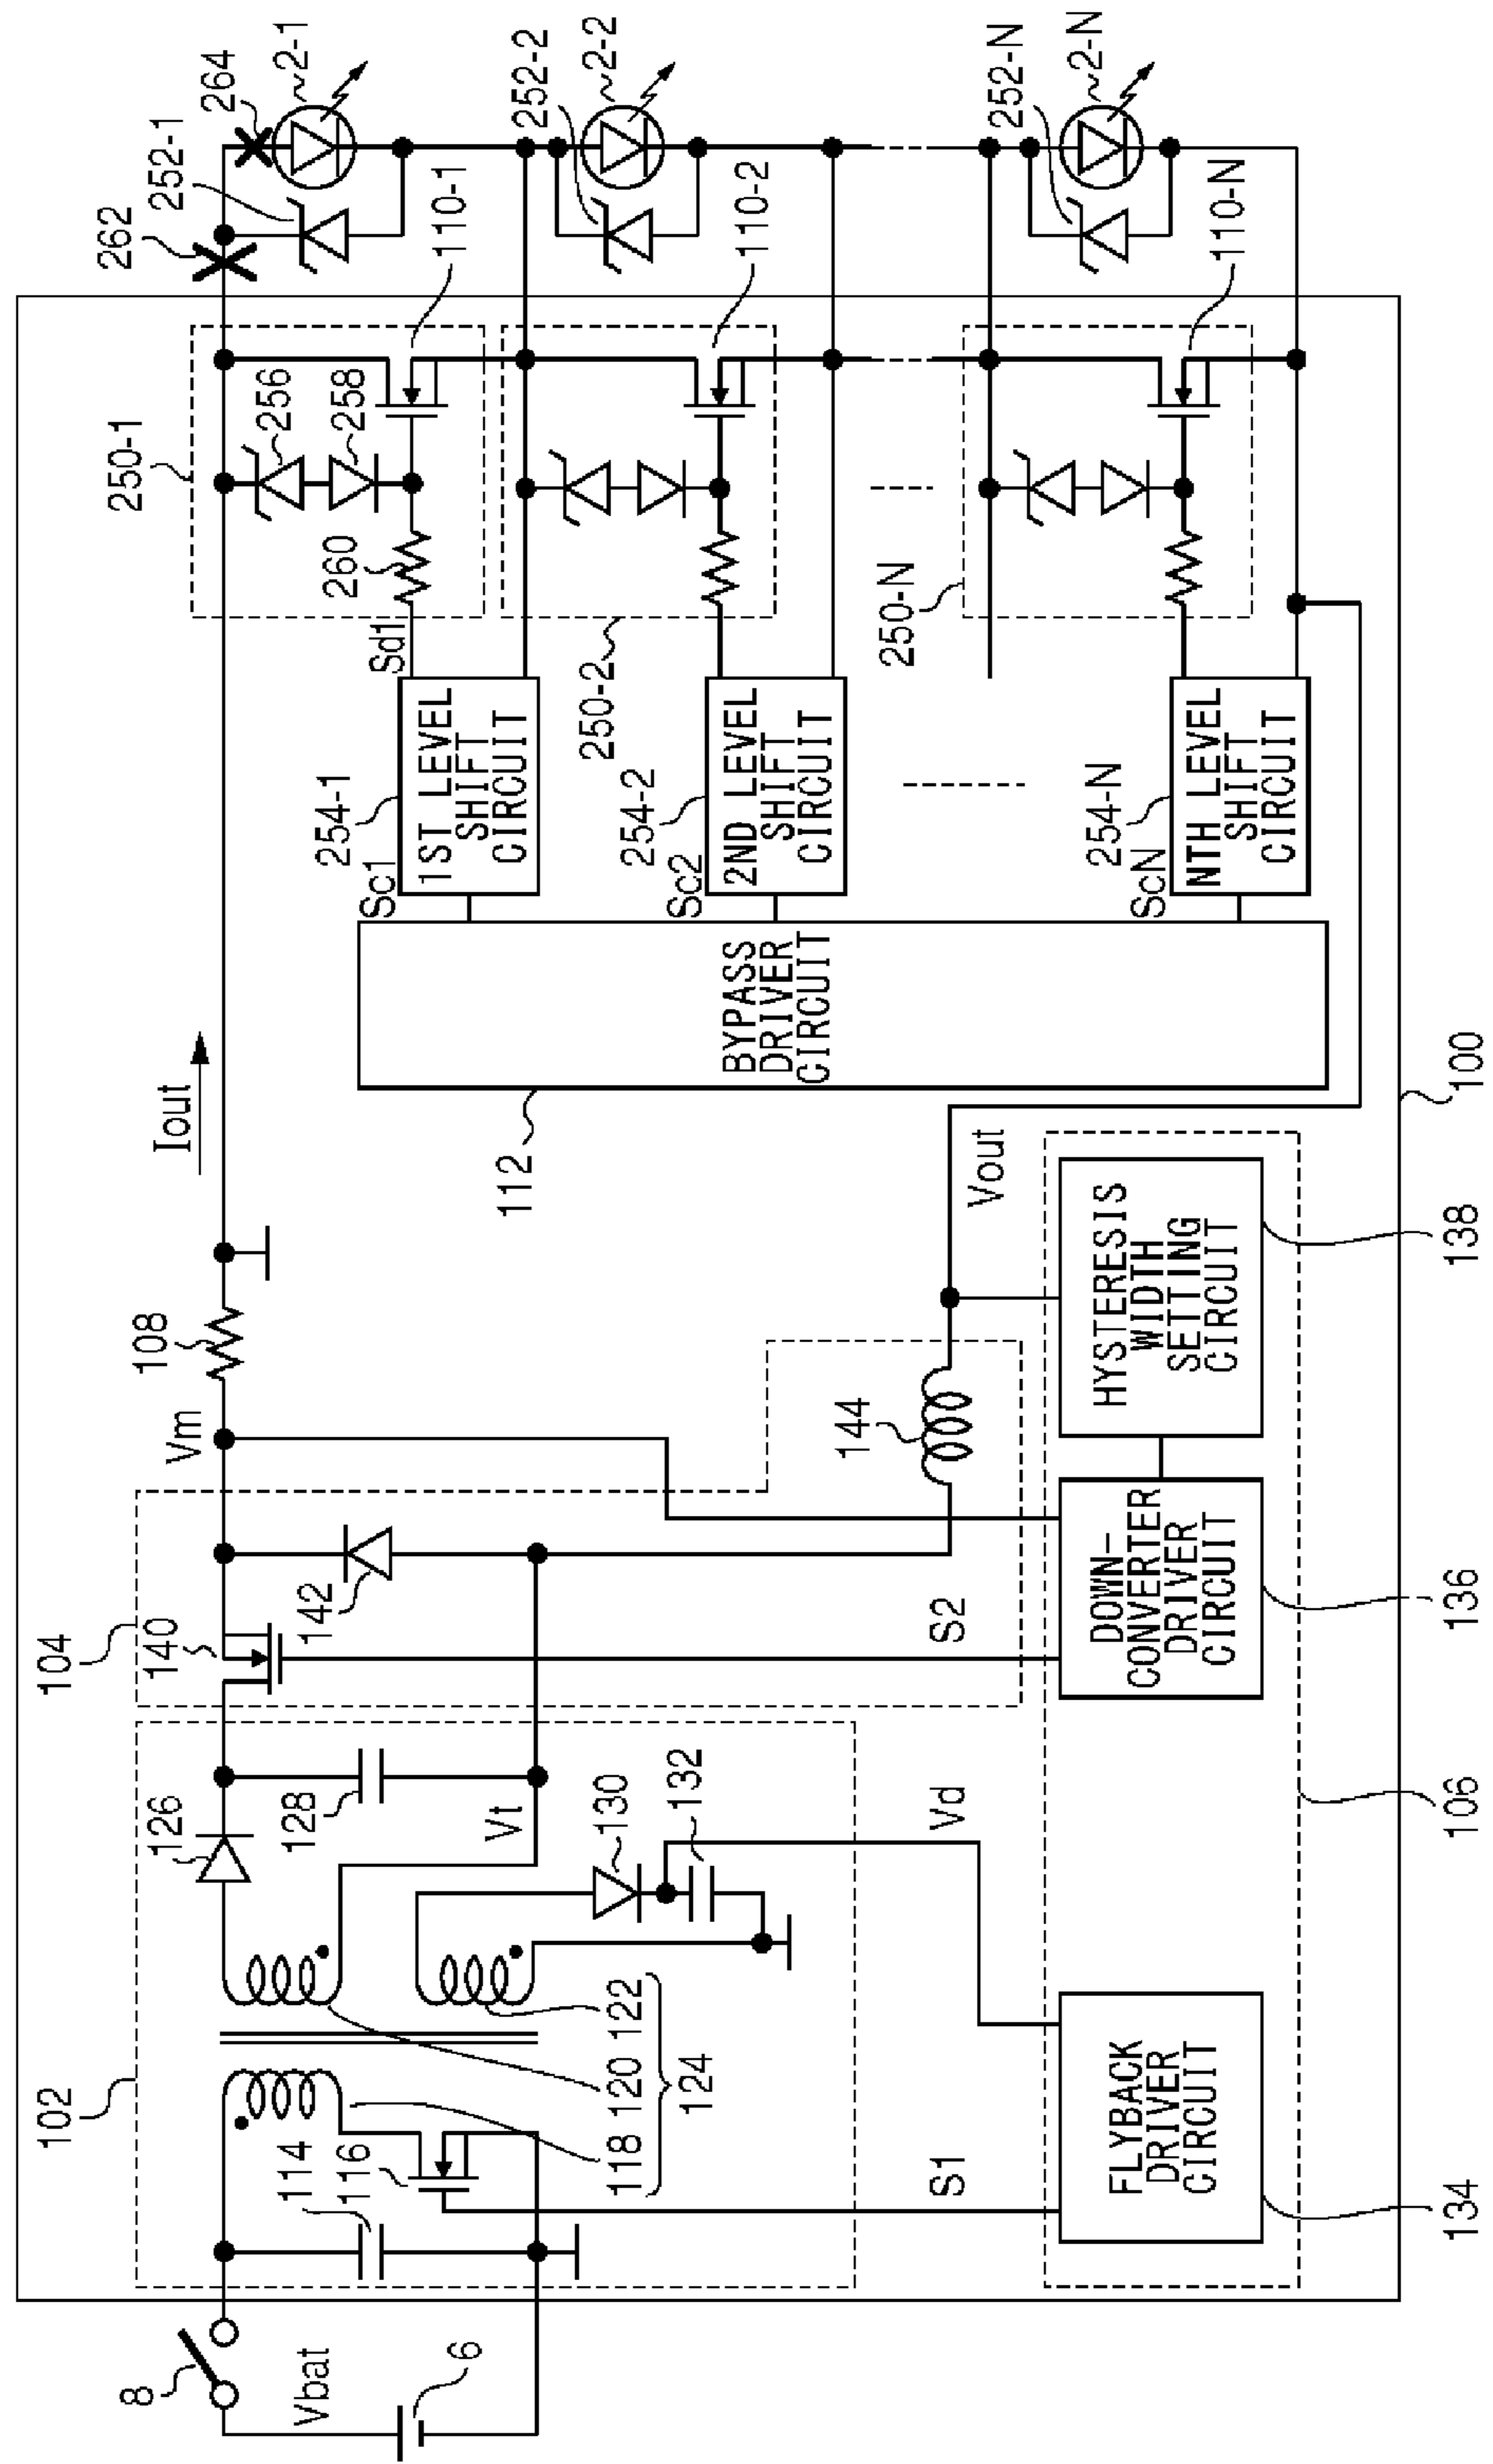 8
Vbat
6
102
114
116
118 120 122
124
126
128
Vt
130
132
Vd
S1
104
140
142
S2
144
Vm
108
Iout
Vout
FLYBACK
DRIVER
CIRCUIT
134
DOWN-
CONVERTER
DRIVER
CIRCUIT
136
HYSTERESIS
WIDTH
SETTING
CIRCUIT
138
106
100
112
BYPASS
DRIVER
CIRCUIT
Sc1
254-1
1ST LEVEL
SHIFT
CIRCUIT
Sd1
Sc2
254-2
2ND LEVEL
SHIFT
CIRCUIT
ScN
254-N
NTH LEVEL
SHIFT
CIRCUIT
250-1
256
258
260
110-1
250-2
110-2
250-N
110-N
262
252-1
264
2-1
252-2
2-2
252-N
2-N